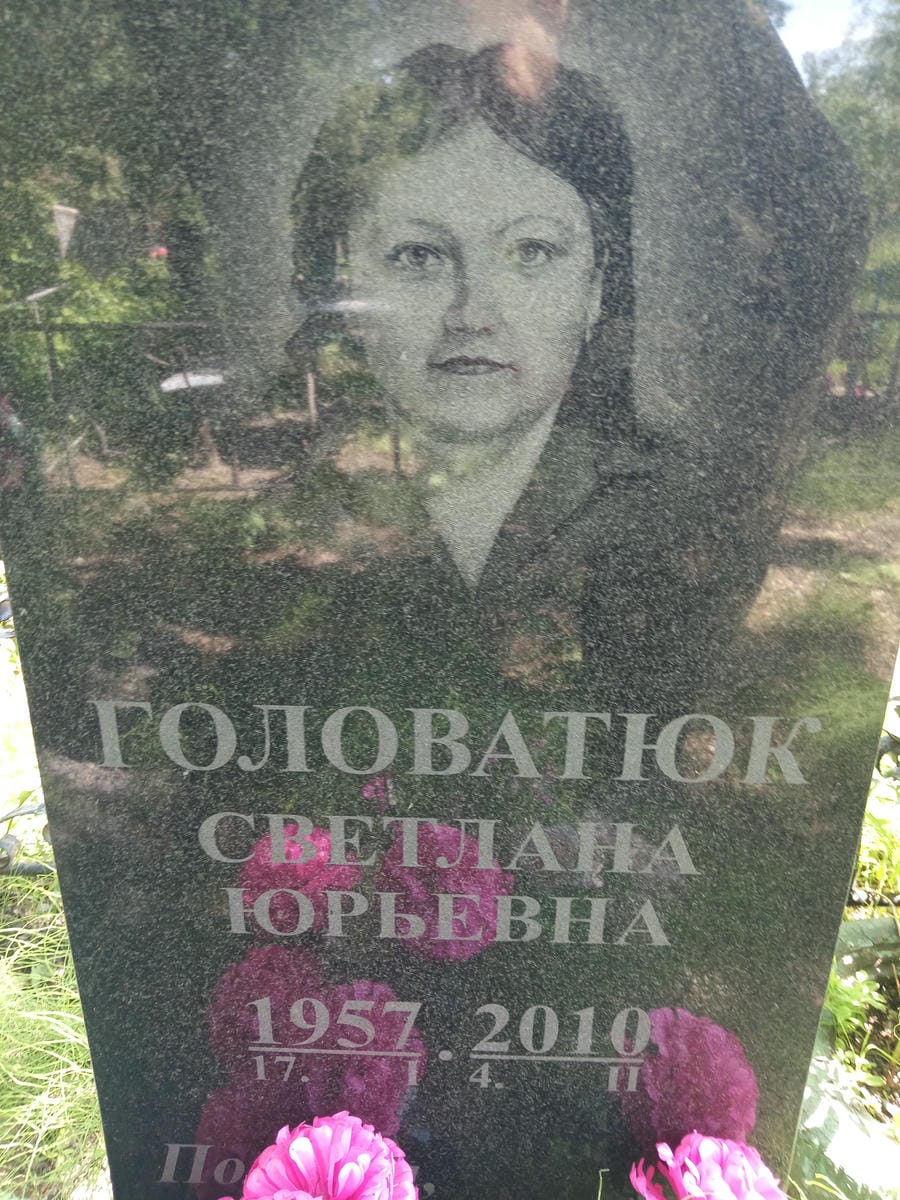 ГОЛОВАТЮК
СВЕТЛАНА
ЮРЬЕВНА
1957 . 2010
17. I 4. II